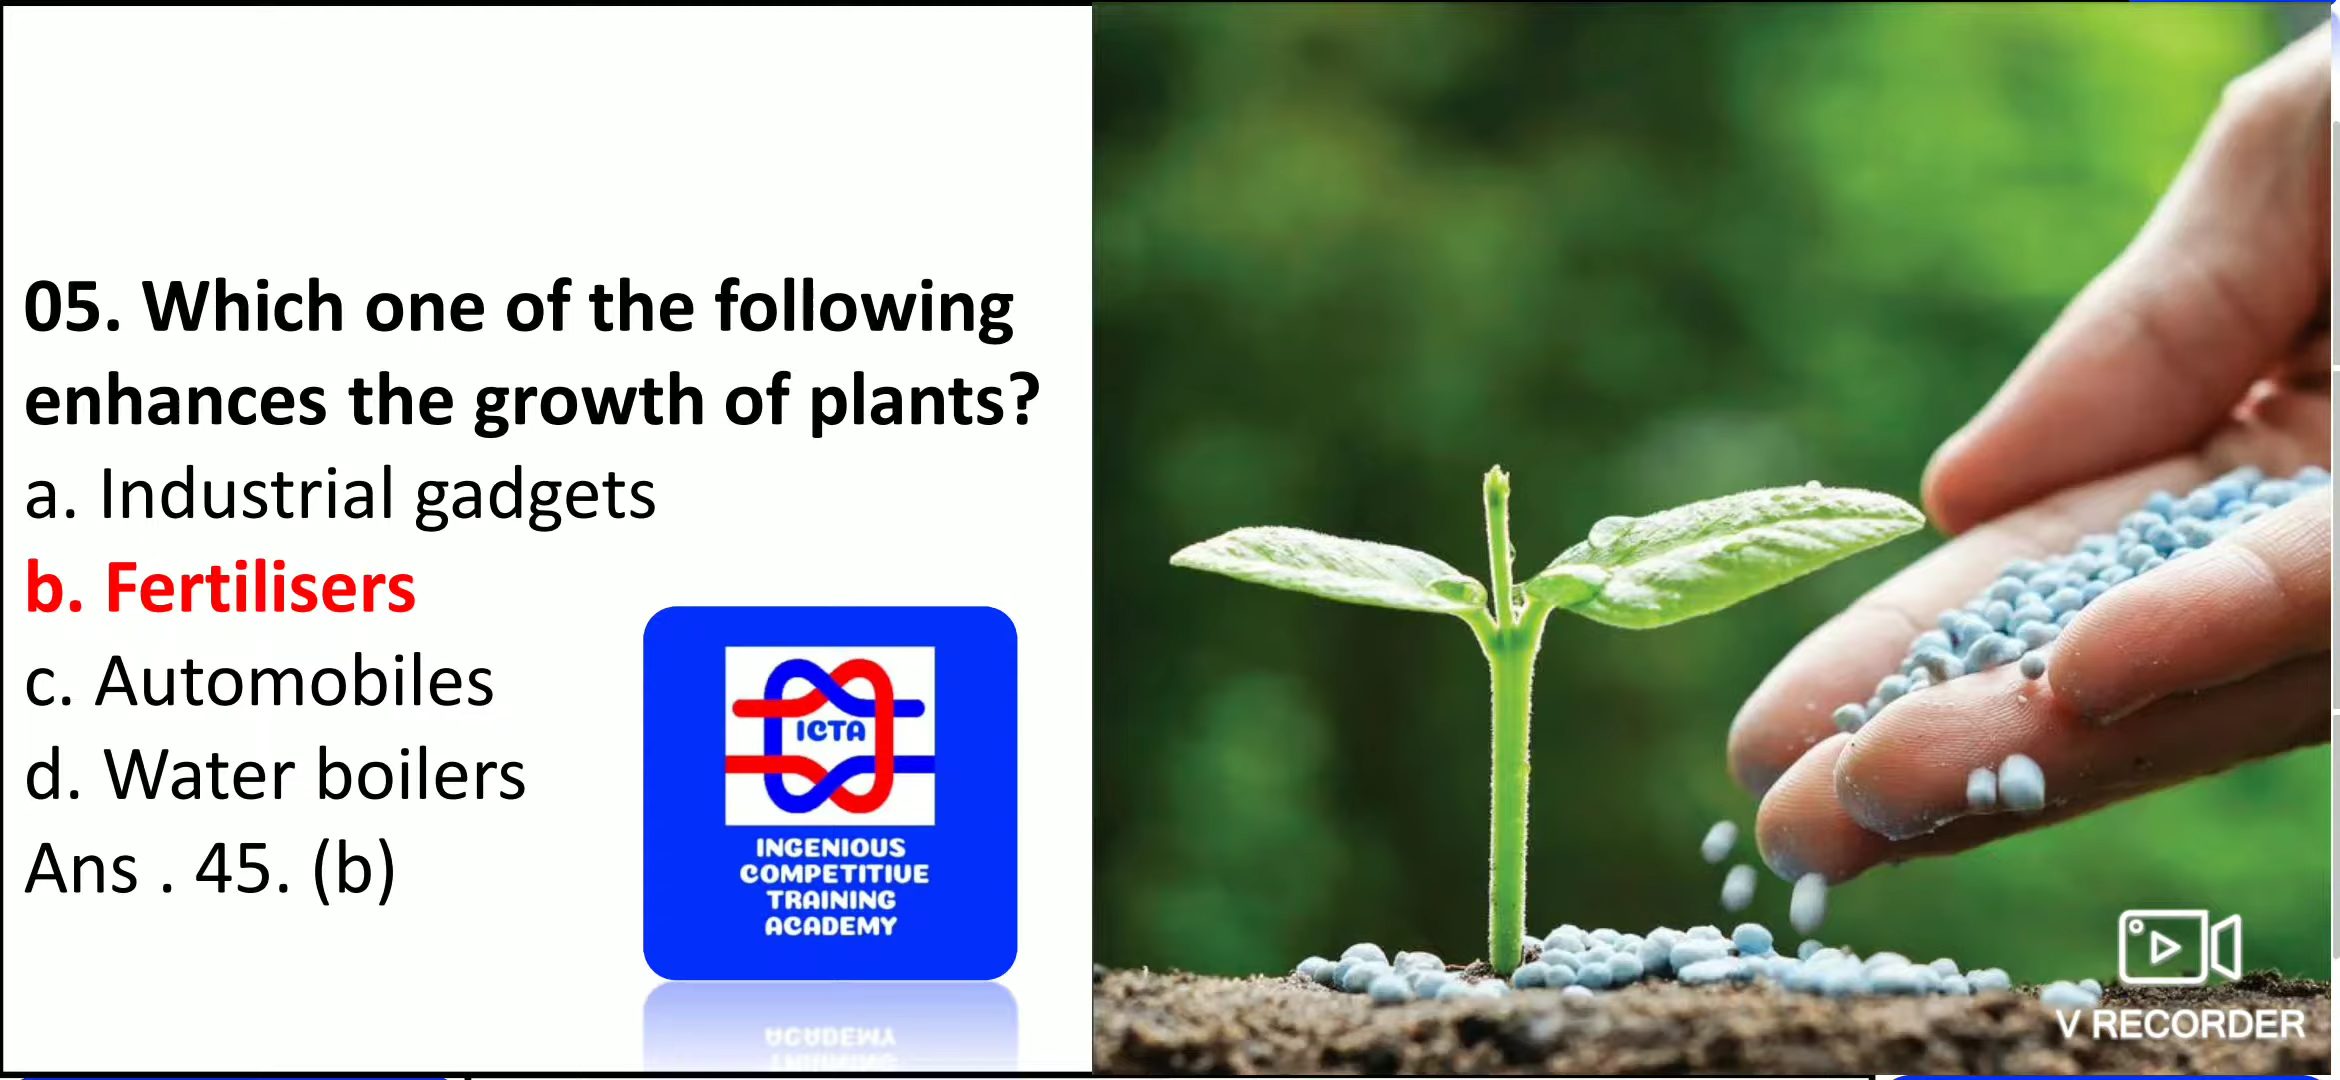 05. Which one of the following
enhances the growth of plants?
a. Industrial gadgets
b. Fertilisers
c. Automobiles
d. Water boilers
Ans . 45. (b)
ICTA
INGENIOUS
COMPETITIVE
TRAINING
ACADEMY
V RECORDER